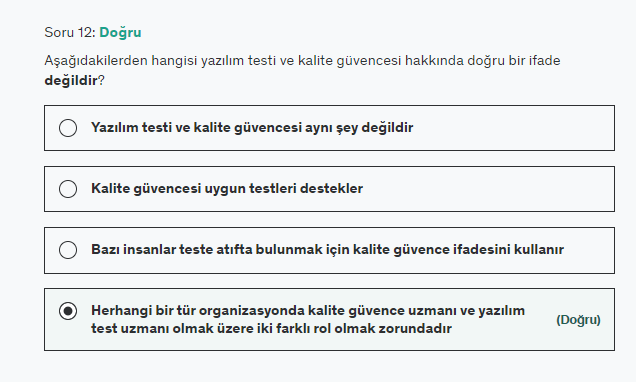 Soru 12: Doğru
Aşağıdakilerden hangisi yazılım testi ve kalite güvencesi hakkında doğru bir ifade
değildir?
Yazılım testi ve kalite güvencesi aynı şey değildir
Kalite güvencesi uygun testleri destekler
Bazı insanlar teste atıfta bulunmak için kalite güvence ifadesini kullanır
Herhangi bir tür organizasyonda kalite güvence uzmanı ve yazılım
test uzmanı olmak üzere iki farklı rol olmak zorundadır
(Doğru)